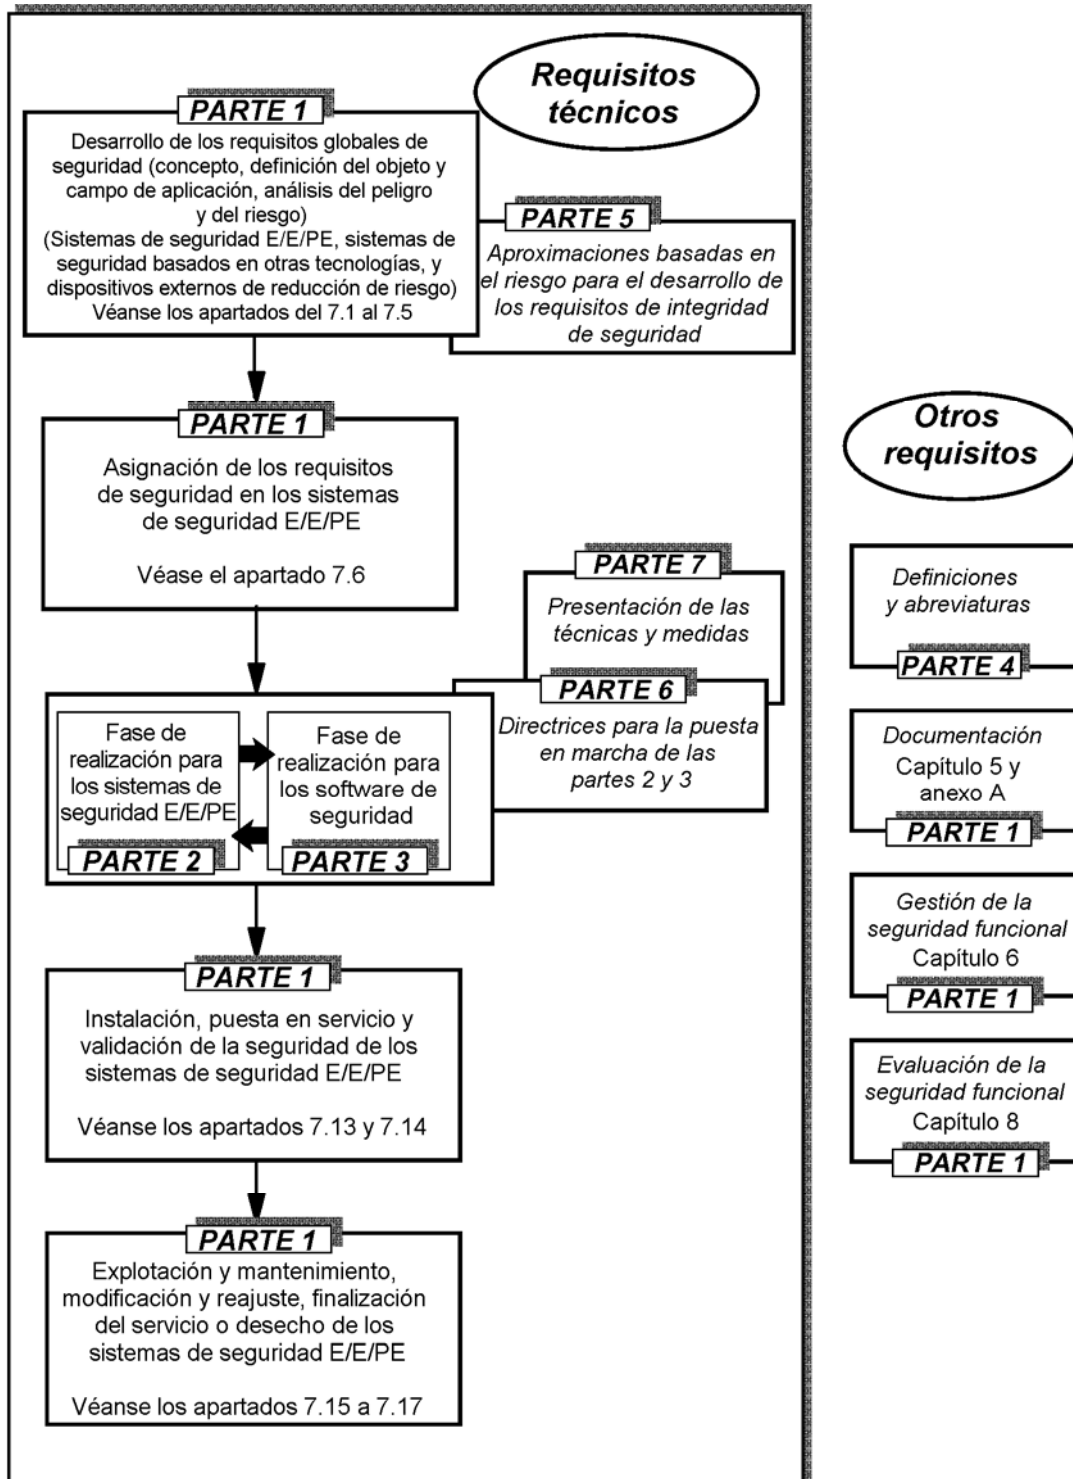 Requisitos
técnicos
PARTE 1
Desarrollo de los requisitos globales de
seguridad (concepto, definición del objeto y
campo de aplicación, análisis del peligro
y del riesgo)
(Sistemas de seguridad E/E/PE, sistemas de
seguridad basados en otras tecnologías, y
dispositivos externos de reducción de riesgo)
Véanse los apartados del 7.1 al 7.5
PARTE 5
Aproximaciones basadas en
el riesgo para el desarrollo de
los requisitos de integridad
de seguridad
PARTE 1
Asignación de los requisitos
de seguridad en los sistemas
de seguridad E/E/PE
Véase el apartado 7.6
PARTE 7
Presentación de las
técnicas y medidas
PARTE 6
Directrices para la puesta
en marcha de las
partes 2 y 3
Fase de
realización para
los sistemas de
seguridad E/E/PE
PARTE 2
Fase de
realización para
los software de
seguridad
PARTE 3
PARTE 1
Instalación, puesta en servicio y
validación de la seguridad de los
sistemas de seguridad E/E/PE
Véanse los apartados 7.13 y 7.14
PARTE 1
Explotación y mantenimiento,
modificación y reajuste, finalización
del servicio o desecho de los
sistemas de seguridad E/E/PE
Véanse los apartados 7.15 a 7.17
Otros
requisitos
Definiciones
y abreviaturas
PARTE 4
Documentación
Capítulo 5 y
anexo A
PARTE 1
Gestión de la
seguridad funcional
Capítulo 6
PARTE 1
Evaluación de la
seguridad funcional
Capítulo 8
PARTE 1